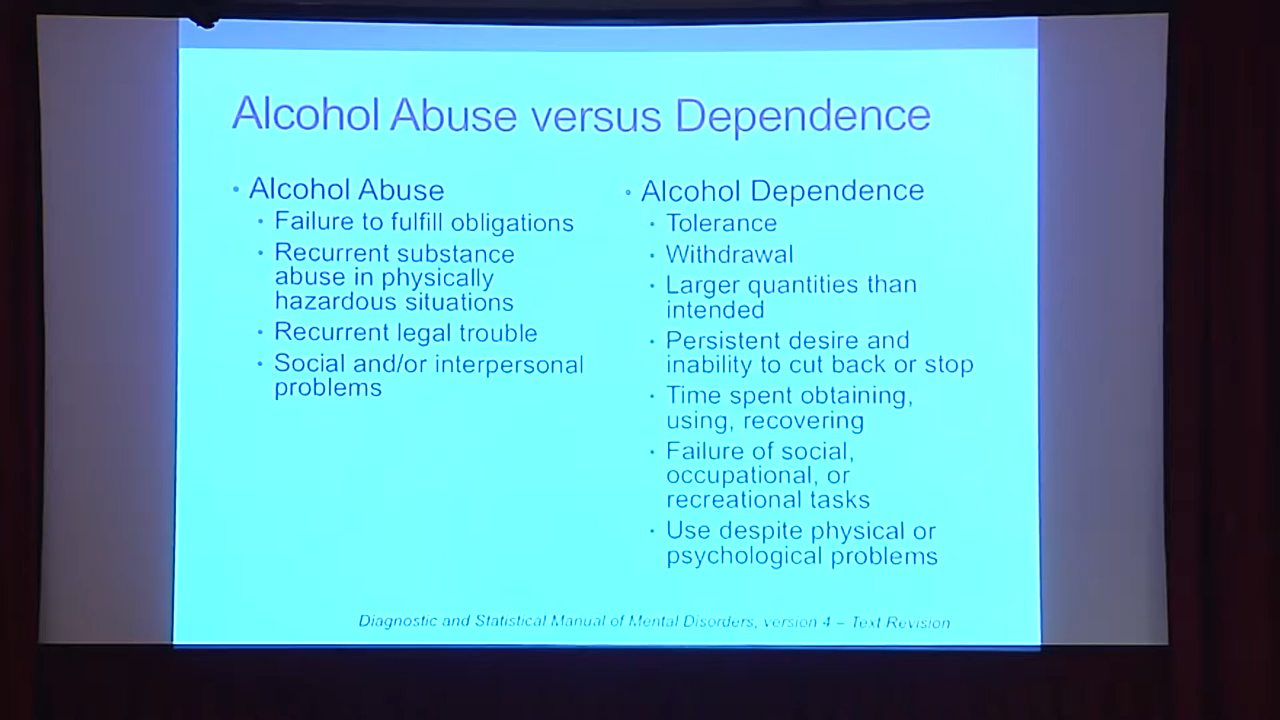 Alcohol Abuse versus Dependence
• Alcohol Abuse
• Failure to fulfill obligations
• Recurrent substance
abuse in physically
hazardous situations
• Recurrent legal trouble
• Social and/or interpersonal
problems
• Alcohol Dependence
• Tolerance
• Withdrawal
• Larger quantities than
intended
• Persistent desire and
inability to cut back or stop
• Time spent obtaining,
using, recovering
• Failure of social,
occupational, or
recreational tasks
• Use despite physical or
psychological problems
Diagnostic and Statistical Manual of Mental Disorders, version 4 – Text Revision